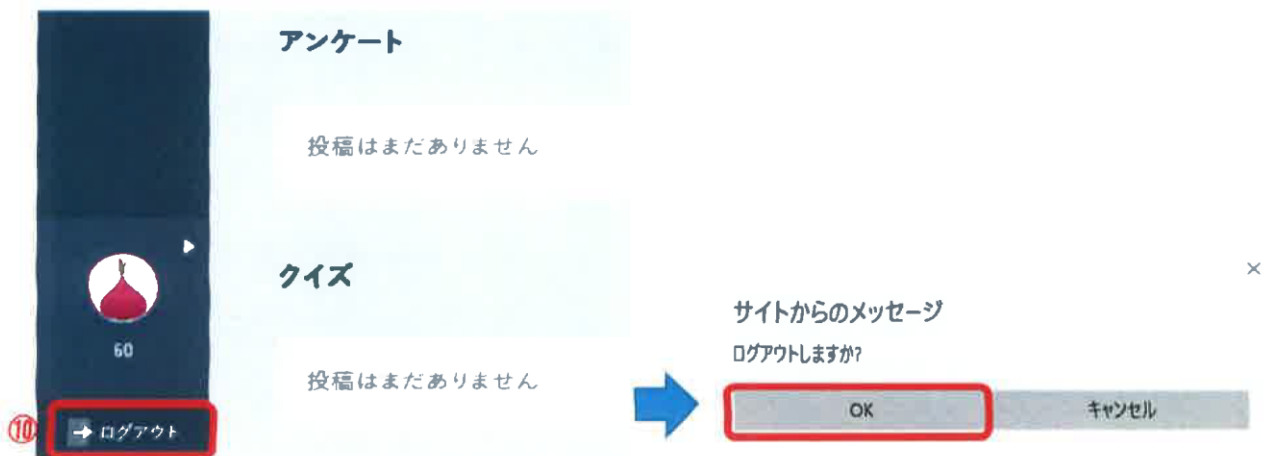 アンケート
投稿はまだありません
クイズ
投稿はまだありません
60
⑩ ログアウト
サイトからのメッセージ
ログアウトしますか?
OK
キャンセル